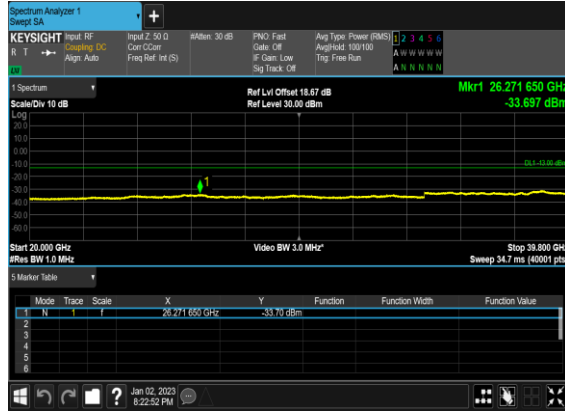 Spectrum Analyzer 1
Swept SA
+
KEYSIGHT Input: RF Input Z: 50 Ω #Atten: 30 dB PNO: Fast Avg Type: Power (RMS) 1 2 3 4 5 6
R T Coupling: DC Corr CCorr Gate: Off Avg|Hold: 100/100 A W W W W W
Align: Auto Freq Ref: Int (S) IF Gain: Low Trig: Free Run
Sig Track: Off A N N N N N
1 Spectrum
Ref Lvl Offset 18.67 dB Mkr1 26.271 650 GHz
Scale/Div 10 dB Ref Level 30.00 dBm -33.697 dBm
Log
20.0
10.0
0.00
-10.0 DL1 -13.00 dBm
-20.0
1
-30.0
-40.0
-50.0
-60.0
Start 20.000 GHz Video BW 3.0 MHz* Stop 39.800 GHz
#Res BW 1.0 MHz Sweep 34.7 ms (40001 pts)
5 Marker Table
Mode Trace Scale X Y Function Function Width Function Value
1 N 1 f 26.271 650 GHz -33.70 dBm
2
3
4
5
6
? Jan 02, 2023
8:22:52 PM